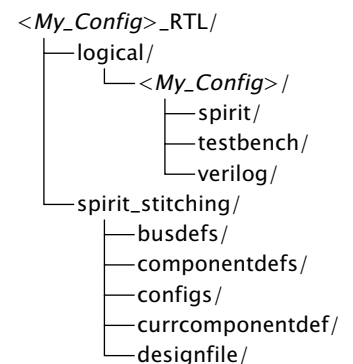 <My_Config>_RTL/
logical/
<My_Config>/
spirit/
testbench/
verilog/
spirit_stitching/
busdefs/
componentdefs/
configs/
currcomponentdef/
designfile/